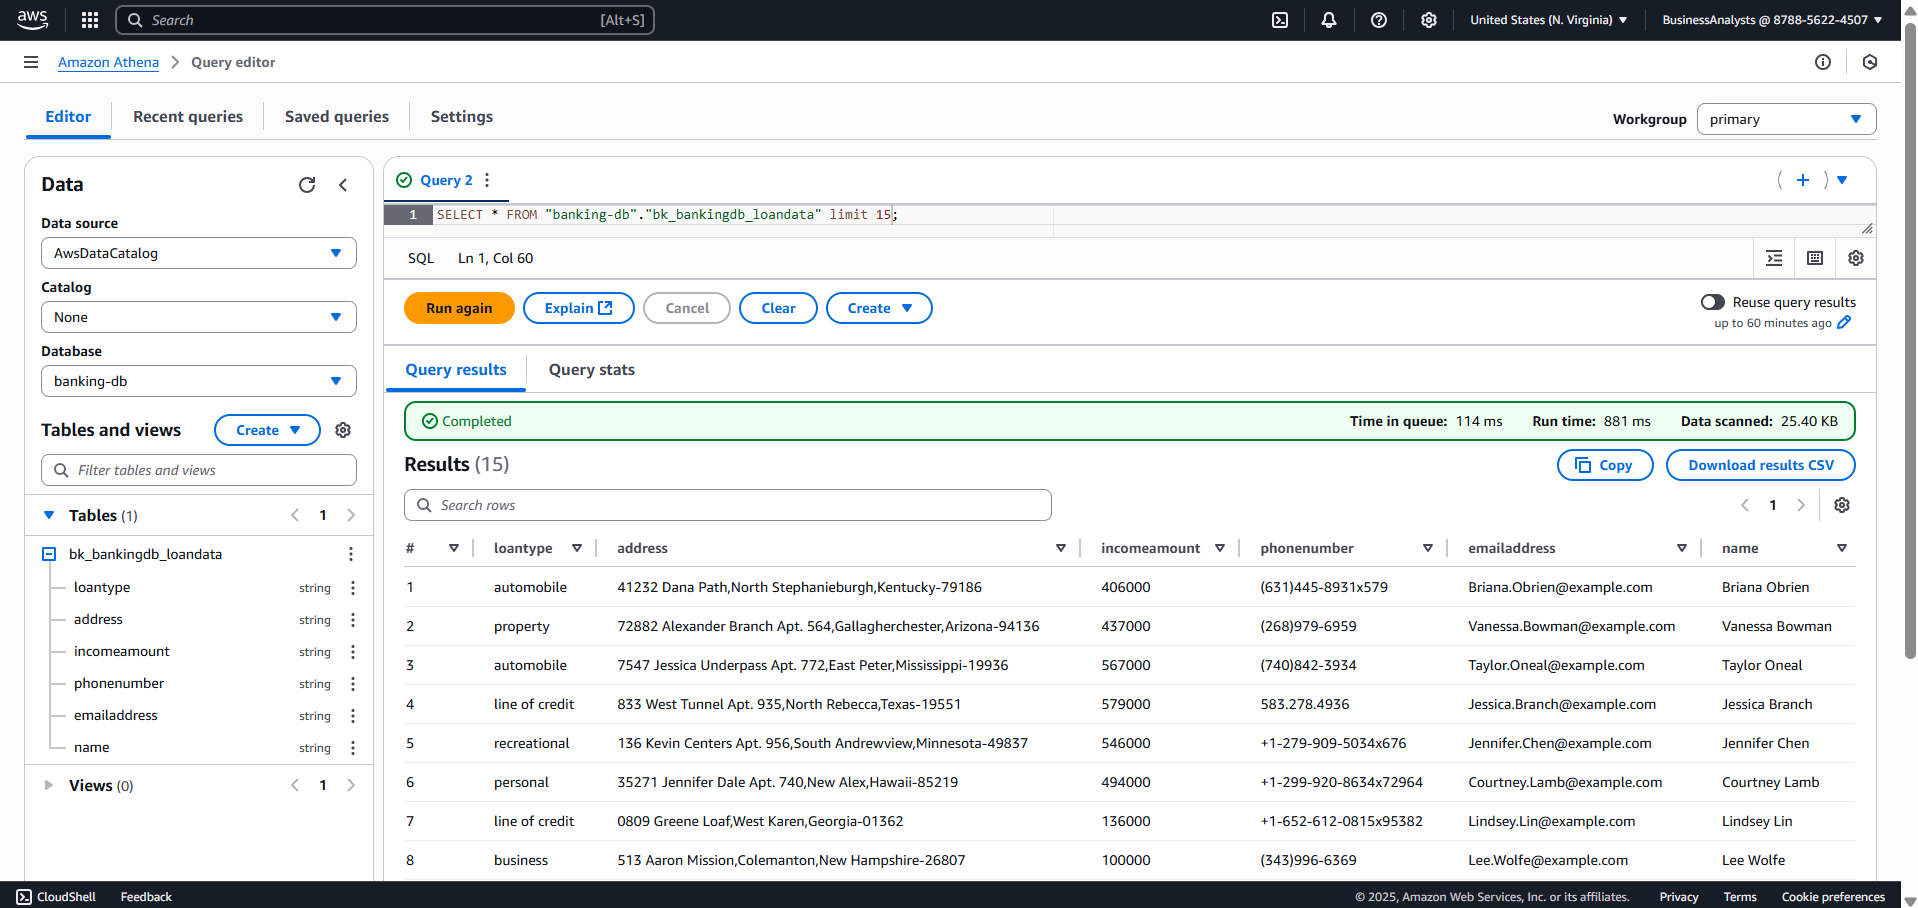 aws Search [Alt+S] United States (N. Virginia) BusinessAnalysts @ 8788-5622-4507
Amazon Athena Query editor
Editor Recent queries Saved queries Settings Workgroup primary
Data
Data source
AwsDataCatalog
Catalog
None
Database
banking-db
Tables and views Create
Filter tables and views
Tables (1) 1
bk_bankingdb_loandata
loantype string
address string
incomeamount string
phonenumber string
emailaddress string
name string
Views (0) 1
Query 2
1 SELECT * FROM "banking-db"."bk_bankingdb_loandata" limit 15;
SQL Ln 1, Col 60
Run again Explain Cancel Clear Create Reuse query results
up to 60 minutes ago
Query results Query stats
Completed Time in queue: 114 ms Run time: 881 ms Data scanned: 25.40 KB
Results (15) Copy Download results CSV
Search rows 1
# loantype address incomeamount phonenumber emailaddress name
1 automobile 41232 Dana Path,North Stephanieburgh,Kentucky-79186 406000 (631)445-8931x579 Briana.Obrien@example.com Briana Obrien
2 property 72882 Alexander Branch Apt. 564,Gallagherchester,Arizona-94136 437000 (268)979-6959 Vanessa.Bowman@example.com Vanessa Bowman
3 automobile 7547 Jessica Underpass Apt. 772,East Peter,Mississippi-19936 567000 (740)842-3934 Taylor.Oneal@example.com Taylor Oneal
4 line of credit 833 West Tunnel Apt. 935,North Rebecca,Texas-19551 579000 583.278.4936 Jessica.Branch@example.com Jessica Branch
5 recreational 136 Kevin Centers Apt. 956,South Andrewview,Minnesota-49837 546000 +1-279-909-5034x676 Jennifer.Chen@example.com Jennifer Chen
6 personal 35271 Jennifer Dale Apt. 740,New Alex,Hawaii-85219 494000 +1-299-920-8634x72964 Courtney.Lamb@example.com Courtney Lamb
7 line of credit 0809 Greene Loaf,West Karen,Georgia-01362 136000 +1-652-612-0815x95382 Lindsey.Lin@example.com Lindsey Lin
8 business 513 Aaron Mission,Colemanton,New Hampshire-26807 100000 (343)996-6369 Lee.Wolfe@example.com Lee Wolfe
CloudShell Feedback © 2025, Amazon Web Services, Inc. or its affiliates. Privacy Terms Cookie preferences